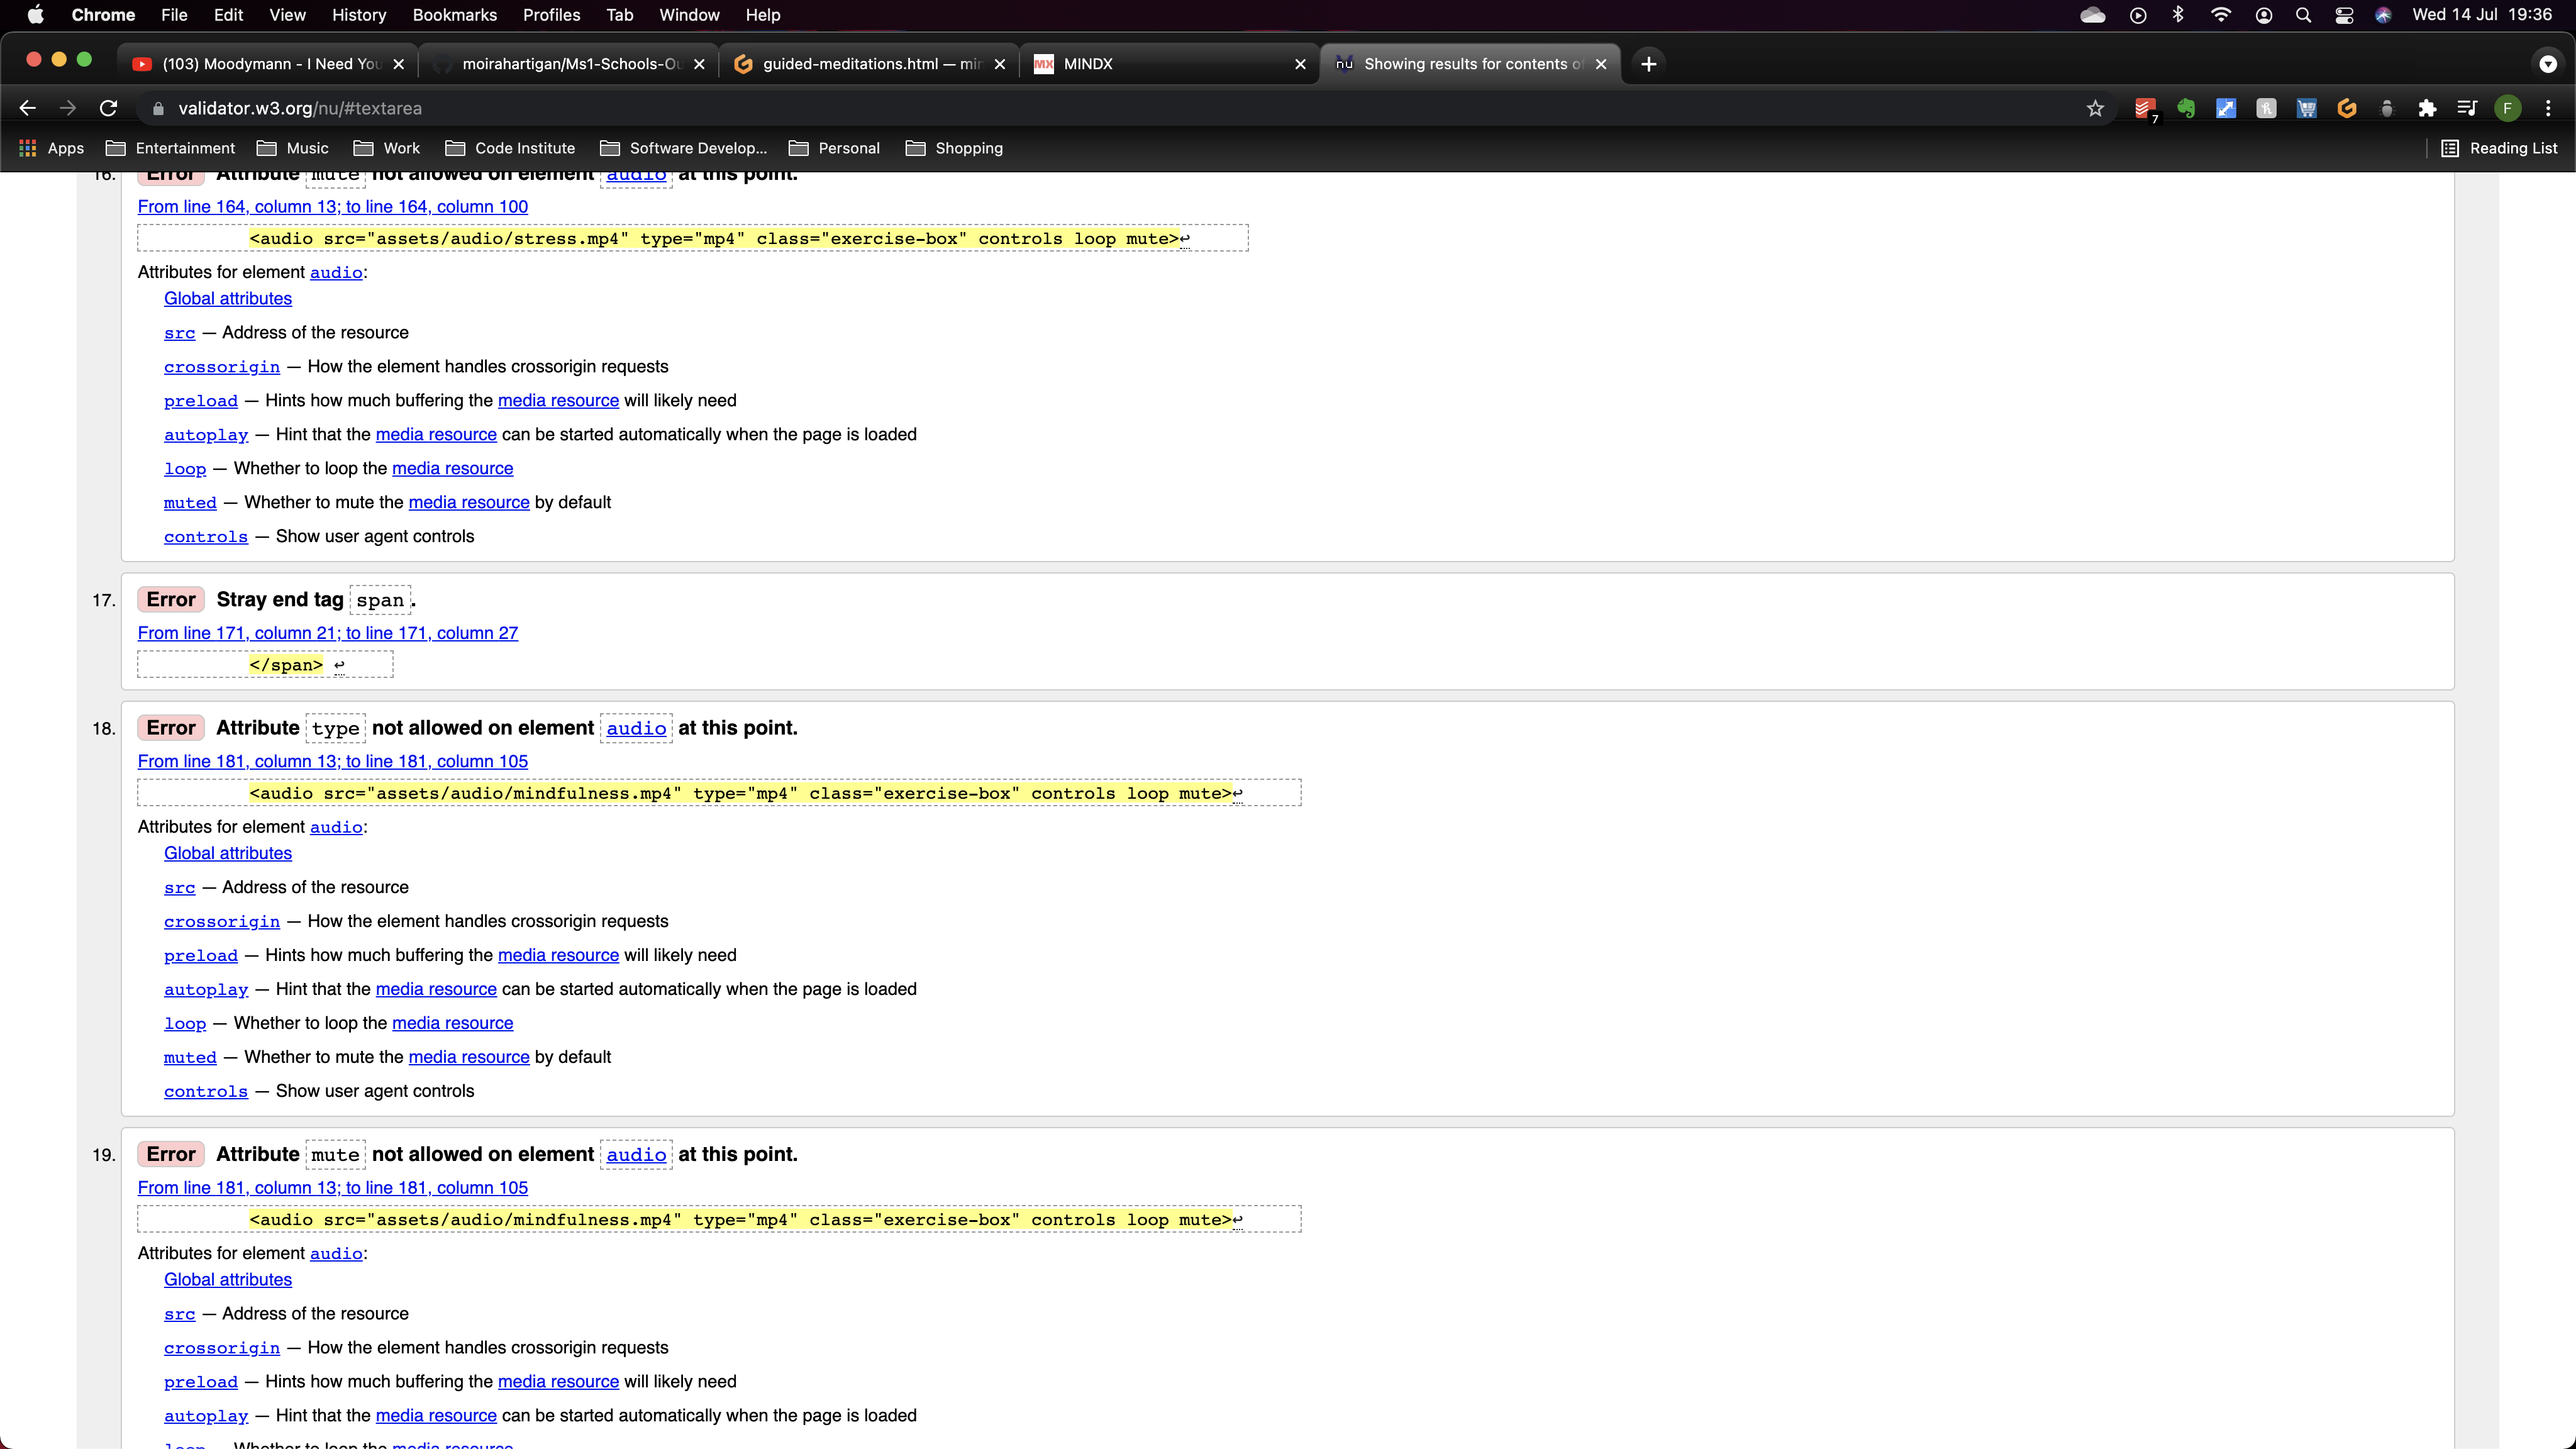 Chrome File Edit View History Bookmarks Profiles Tab Window Help Wed 14 Jul 19:36
(103) Moodymann - I Need You moirahartigan/Ms1-Schools-Ou guided-meditations.html — min MX MINDX nu Showing results for contents of
validator.w3.org/nu/#textarea 7 F
Apps Entertainment Music Work Code Institute Software Develop... Personal Shopping Reading List
16. Error Attribute mute not allowed on element audio at this point.
From line 164, column 13; to line 164, column 100
<audio src="assets/audio/stress.mp4" type="mp4" class="exercise-box" controls loop mute>↩
Attributes for element audio:
Global attributes
src — Address of the resource
crossorigin — How the element handles crossorigin requests
preload — Hints how much buffering the media resource will likely need
autoplay — Hint that the media resource can be started automatically when the page is loaded
loop — Whether to loop the media resource
muted — Whether to mute the media resource by default
controls — Show user agent controls
17. Error Stray end tag span.
From line 171, column 21; to line 171, column 27
</span> ↩
18. Error Attribute type not allowed on element audio at this point.
From line 181, column 13; to line 181, column 105
<audio src="assets/audio/mindfulness.mp4" type="mp4" class="exercise-box" controls loop mute>↩
Attributes for element audio:
Global attributes
src — Address of the resource
crossorigin — How the element handles crossorigin requests
preload — Hints how much buffering the media resource will likely need
autoplay — Hint that the media resource can be started automatically when the page is loaded
loop — Whether to loop the media resource
muted — Whether to mute the media resource by default
controls — Show user agent controls
19. Error Attribute mute not allowed on element audio at this point.
From line 181, column 13; to line 181, column 105
<audio src="assets/audio/mindfulness.mp4" type="mp4" class="exercise-box" controls loop mute>↩
Attributes for element audio:
Global attributes
src — Address of the resource
crossorigin — How the element handles crossorigin requests
preload — Hints how much buffering the media resource will likely need
autoplay — Hint that the media resource can be started automatically when the page is loaded
loop — Whether to loop the media resource